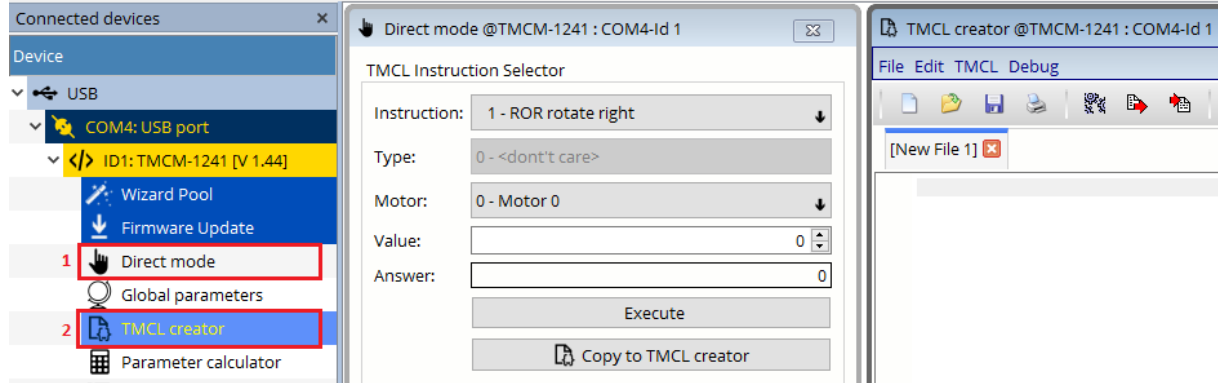 Connected devices
Device
USB
COM4: USB port
ID1: TMCM-1241 [V 1.44]
Wizard Pool
Firmware Update
1 Direct mode
Global parameters
2 TMCL creator
Parameter calculator
Direct mode @TMCM-1241 : COM4-Id 1
TMCL Instruction Selector
Instruction: 1 - ROR rotate right
Type: 0 - <don't care>
Motor: 0 - Motor 0
Value: 0
Answer: 0
Execute
Copy to TMCL creator
TMCL creator @TMCM-1241 : COM4-Id 1
File Edit TMCL Debug
[New File 1]